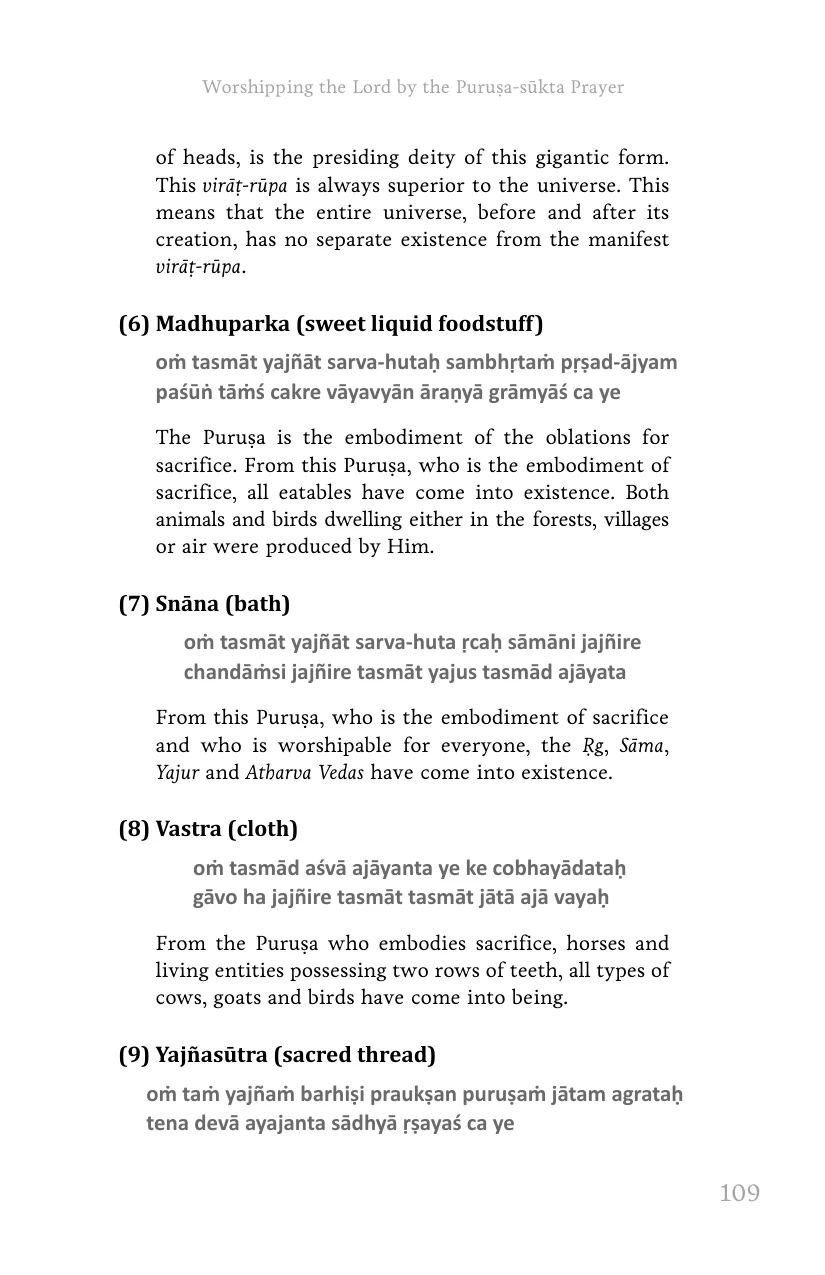 Worshipping the Lord by the Puruṣa-sūkta Prayer
of heads, is the presiding deity of this gigantic form.
This virāṭ-rūpa is always superior to the universe. This
means that the entire universe, before and after its
creation, has no separate existence from the manifest
virāṭ-rūpa.
(6) Madhuparka (sweet liquid foodstuff)
oṁ tasmāt yajñāt sarva-hutaḥ sambhṛtaṁ pṛṣad-ājyam
paśūṅ tāṁś cakre vāyavyān āraṇyā grāmyāś ca ye
The Puruṣa is the embodiment of the oblations for
sacrifice. From this Puruṣa, who is the embodiment of
sacrifice, all eatables have come into existence. Both
animals and birds dwelling either in the forests, villages
or air were produced by Him.
(7) Snāna (bath)
oṁ tasmāt yajñāt sarva-huta ṛcaḥ sāmāni jajñire
chandāṁsi jajñire tasmāt yajus tasmād ajāyata
From this Puruṣa, who is the embodiment of sacrifice
and who is worshipable for everyone, the Ṛg, Sāma,
Yajur and Atharva Vedas have come into existence.
(8) Vastra (cloth)
oṁ tasmād aśvā ajāyanta ye ke cobhayādataḥ
gāvo ha jajñire tasmāt tasmāt jātā ajā vayaḥ
From the Puruṣa who embodies sacrifice, horses and
living entities possessing two rows of teeth, all types of
cows, goats and birds have come into being.
(9) Yajñasūtra (sacred thread)
oṁ taṁ yajñaṁ barhiṣi praukṣan puruṣaṁ jātam agrataḥ
tena devā ayajanta sādhyā ṛṣayaś ca ye
109